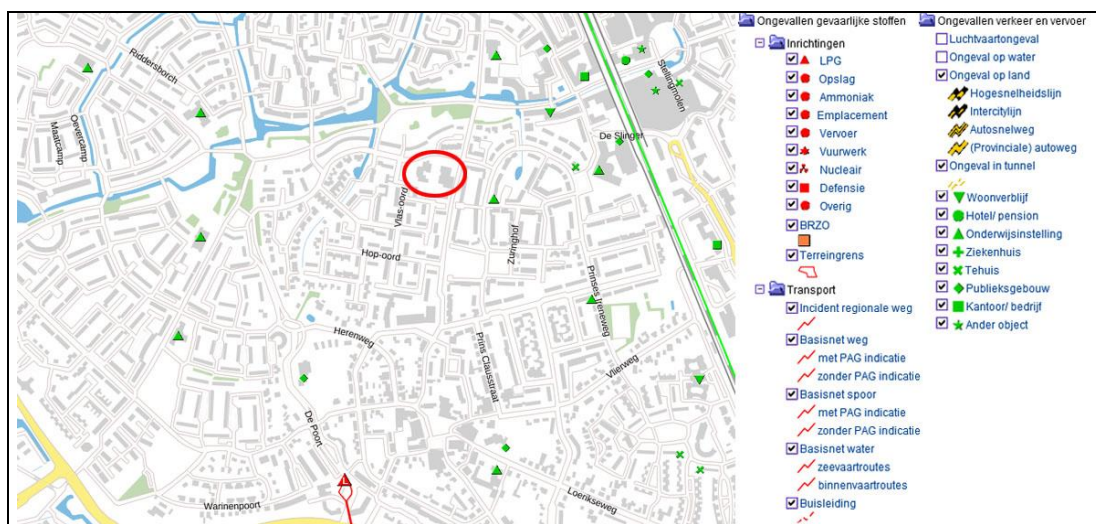 Riddersborch
Oevercamp
Maatcamp
Stellingmolen
De Slinger
Vlas-oord
Zuringhof
Hop-oord
Prinses Ireneweg
Herenweg
Prins Clausstraat
Vlierweg
De Poort
L
Wannenpoort
Loerikseweg
Ongevallen gevaarlijke stoffen
Inrichtingen
LPG
Opslag
Ammoniak
Emplacement
Vervoer
Vuurwerk
Nucleair
Defensie
Overig
BRZO
Terreingrens
Transport
Incident regionale weg
Basisnet weg
met PAG indicatie
zonder PAG indicatie
Basisnet spoor
met PAG indicatie
zonder PAG indicatie
Basisnet water
zeevaartroutes
binnenvaartroutes
Buisleiding
Ongevallen verkeer en vervoer
Luchtvaartongeval
Ongeval op water
Ongeval op land
Hogesnelheidslijn
Intercitylijn
Autosnelweg
(Provinciale) autoweg
Ongeval in tunnel
Woonverblijf
Hotel/ pension
Onderwijsinstelling
Ziekenhuis
Tehuis
Publieksgebouw
Kantoor/ bedrijf
Ander object